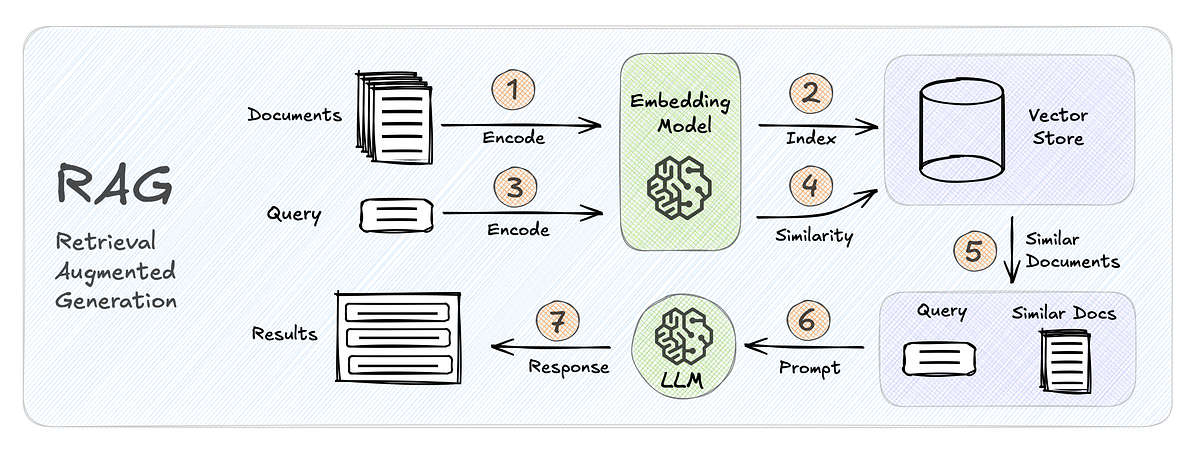 RAG
Retrieval
Augmented
Generation
Documents
1
Encode
Embedding
Model
2
Index
Vector
Store
Query
3
Encode
4
Similarity
5
Similar
Documents
Query
Similar Docs
6
Prompt
LLM
7
Response
Results